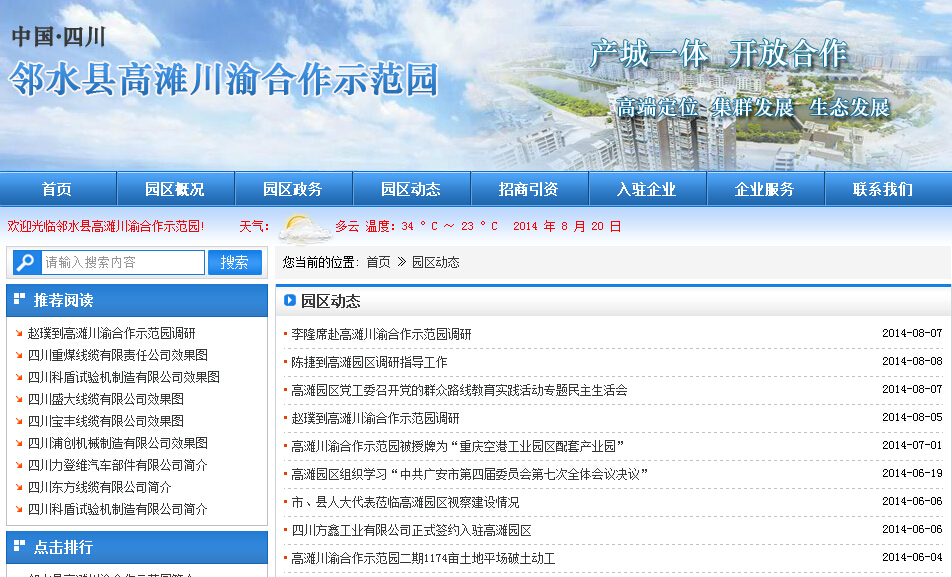 中国·四川
邻水县高滩川渝合作示范园
产城一体 开放合作
高端定位 集群发展 生态发展
首页 园区概况 园区政务 园区动态 招商引资 入驻企业 企业服务 联系我们
欢迎光临邻水县高滩川渝合作示范园! 天气: 多云 温度: 34 ° C ~ 23 ° C 2014 年 8 月 20 日
请输入搜索内容 搜索
您当前的位置: 首页 》 园区动态
推荐阅读
赵璞到高滩川渝合作示范园调研
四川重煤线缆有限责任公司效果图
四川科盾试验机制造有限公司效果图
四川盛大线缆有限公司效果图
四川宝丰线缆有限公司效果图
四川浦创机械制造有限公司效果图
四川力登维汽车部件有限公司简介
四川东方线缆有限公司简介
四川科盾试验机制造有限公司简介
点击排行
园区动态
李隆席赴高滩川渝合作示范园调研 2014-08-07
陈捷到高滩园区调研指导工作 2014-08-08
高滩园区党工委召开党的群众路线教育实践活动专题民主生活会 2014-08-07
赵璞到高滩川渝合作示范园调研 2014-08-05
高滩川渝合作示范园被授牌为“重庆空港工业园区配套产业园” 2014-07-01
高滩园区组织学习“中共广安市第四届委员会第七次全体会议决议” 2014-06-19
市、县人大代表莅临高滩园区视察建设情况 2014-06-06
四川方鑫工业有限公司正式签约入驻高滩园区 2014-06-06
高滩川渝合作示范园二期1174亩土地平场破土动工 2014-06-04